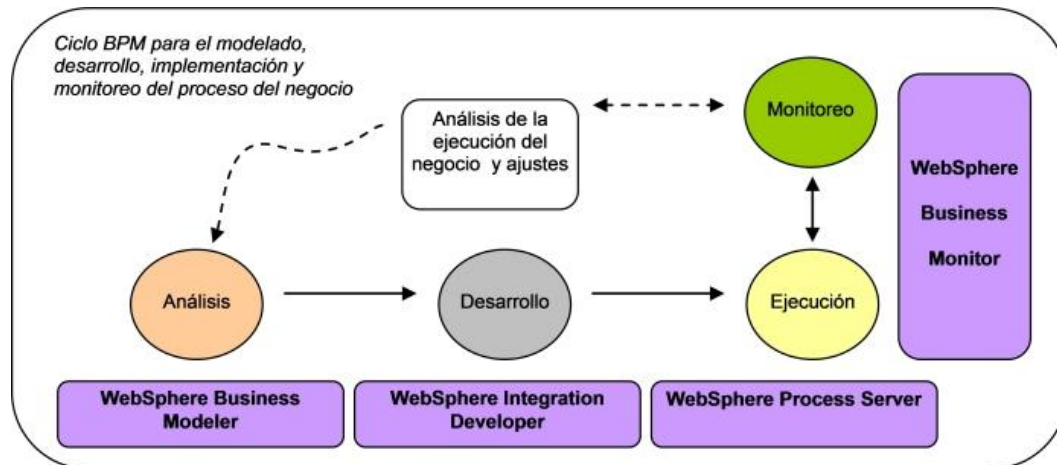 Ciclo BPM para el modelado,
desarrollo, implementación y
monitoreo del proceso del negocio
Análisis de la
ejecución del
negocio y ajustes
Monitoreo
WebSphere
Business
Monitor
Análisis
Desarrollo
Ejecución
WebSphere Business
Modeler
WebSphere Integration
Developer
WebSphere Process Server